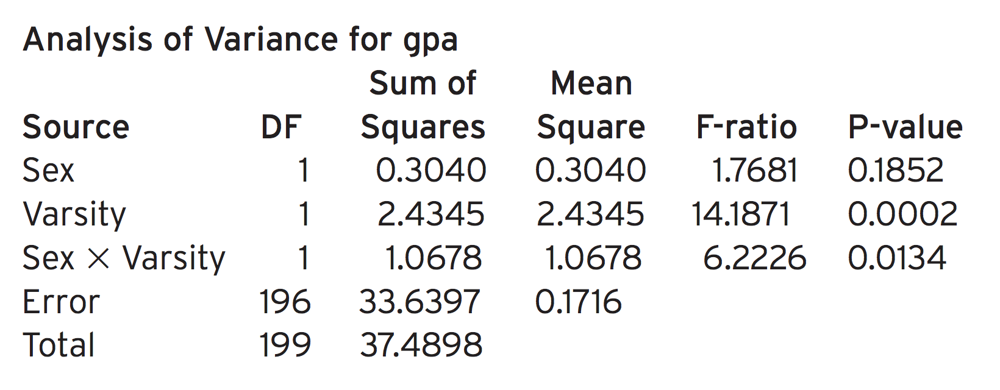 Analysis of Variance for gpa
Sum of Mean
Source DF Squares Square F-ratio P-value
Sex 1 0.3040 0.3040 1.7681 0.1852
Varsity 1 2.4345 2.4345 14.1871 0.0002
Sex × Varsity 1 1.0678 1.0678 6.2226 0.0134
Error 196 33.6397 0.1716
Total 199 37.4898